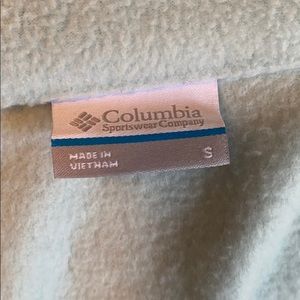 Columbia
Sportswear Company
MADE IN
VIETNAM
S